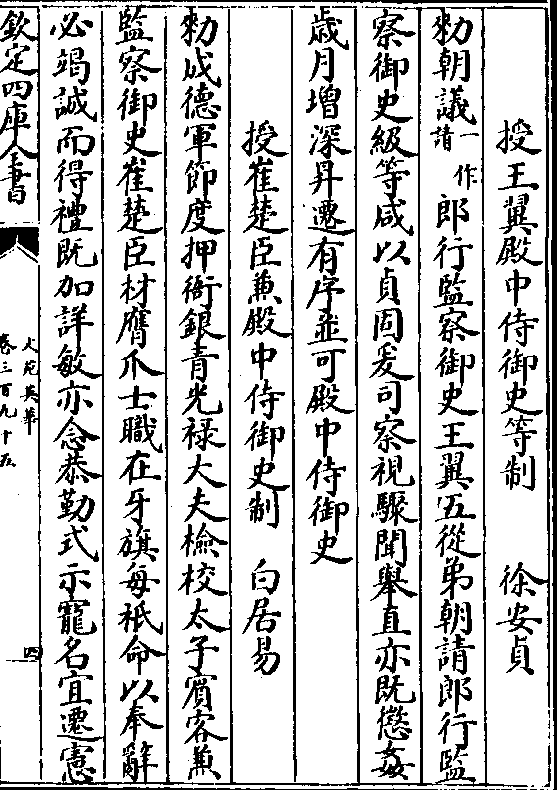 授王翼殿中侍御史等制　徐安貞
勅朝議一作請郎行監察御史王翼五從弟朝請郎行監
察御史級等咸以貞固爰司察視驟聞舉直亦既懲姦
歲月增深昇遷有序並可殿中侍御史
授崔楚臣兼殿中侍御史制　白居易
勅成德軍節度押衙銀青光禄大夫檢校太子賓客兼
監察御史崔楚臣材膺爪士職在牙旗每祇命以奉辭
必竭誠而得禮既加詳敏亦念恭勤式示寵名宜遷憲
欽定四庫全書
文苑英華
卷三百九十五
四